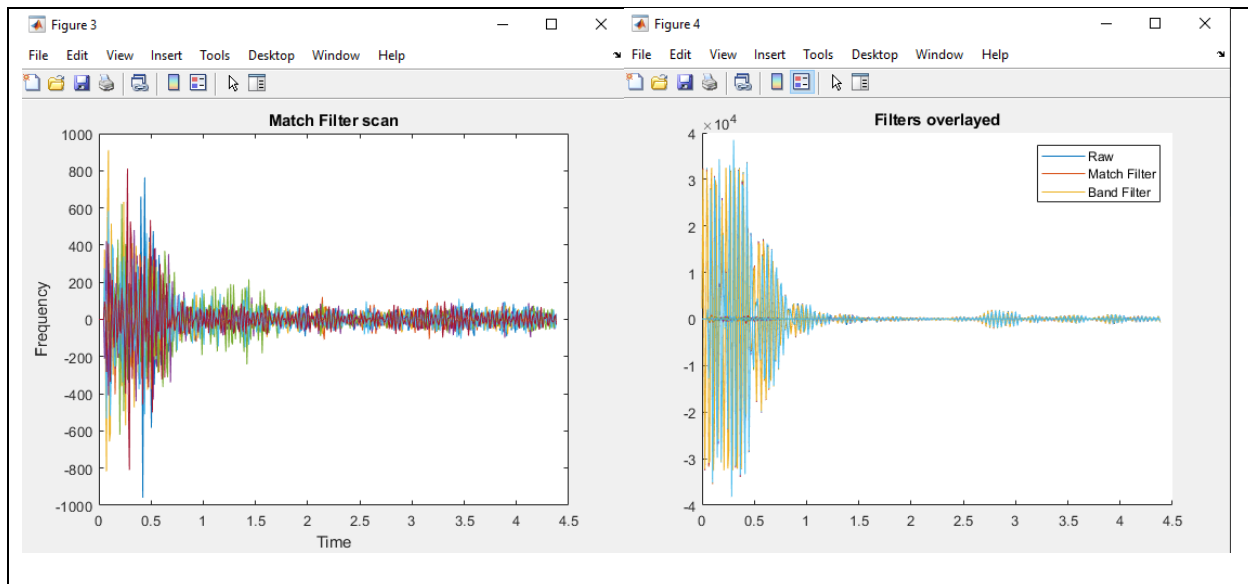 Figure 3
File Edit View Insert Tools Desktop Window Help
Match Filter scan
1000
800
600
400
200
0
-200
-400
-600
-800
-1000
Frequency
0 0.5 1 1.5 2 2.5 3 3.5 4 4.5
Time
Figure 4
File Edit View Insert Tools Desktop Window Help
×10⁴
Filters overlayed
4
3
2
1
0
-1
-2
-3
-4
0 0.5 1 1.5 2 2.5 3 3.5 4 4.5
Raw
Match Filter
Band Filter